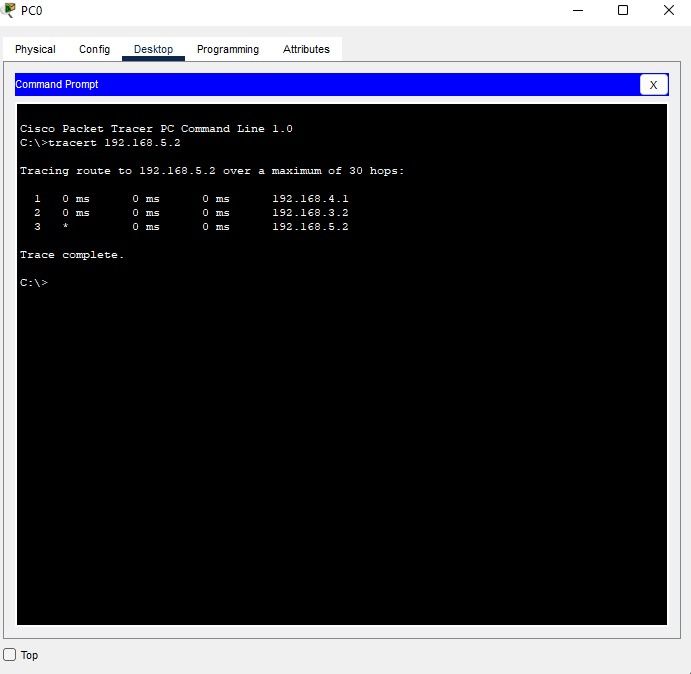 PC0
Physical Config Desktop Programming Attributes
Command Prompt
X
Cisco Packet Tracer PC Command Line 1.0
C:\>tracert 192.168.5.2
Tracing route to 192.168.5.2 over a maximum of 30 hops:
1 0 ms 0 ms 0 ms 192.168.4.1
2 0 ms 0 ms 0 ms 192.168.3.2
3 * 0 ms 0 ms 192.168.5.2
Trace complete.
C:\>
Top